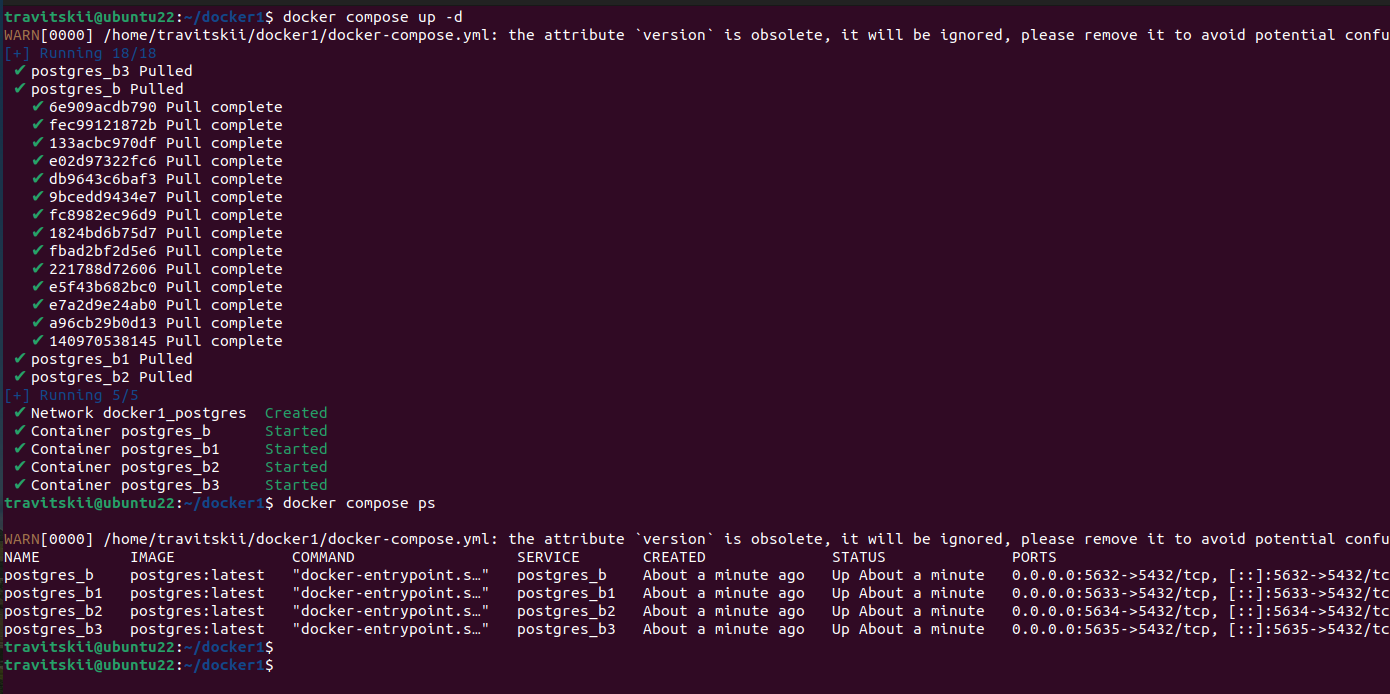 travitskii@ubuntu22:~/docker1$ docker compose up -d
WARN[0000] /home/travitskii/docker1/docker-compose.yml: the attribute `version` is obsolete, it will be ignored, please remove it to avoid potential confu
[+] Running 18/18
✔ postgres_b3 Pulled
✔ postgres_b Pulled
✔ 6e909acdb790 Pull complete
✔ fec99121872b Pull complete
✔ 133acbc970df Pull complete
✔ e02d97322fc6 Pull complete
✔ db9643c6baf3 Pull complete
✔ 9bcedd9434e7 Pull complete
✔ fc8982ec96d9 Pull complete
✔ 1824bd6b75d7 Pull complete
✔ fbad2bf2d5e6 Pull complete
✔ 221788d72606 Pull complete
✔ e5f43b682bc0 Pull complete
✔ e7a2d9e24ab0 Pull complete
✔ a96cb29b0d13 Pull complete
✔ 140970538145 Pull complete
✔ postgres_b1 Pulled
✔ postgres_b2 Pulled
[+] Running 5/5
✔ Network docker1_postgres Created
✔ Container postgres_b Started
✔ Container postgres_b1 Started
✔ Container postgres_b2 Started
✔ Container postgres_b3 Started
travitskii@ubuntu22:~/docker1$ docker compose ps
WARN[0000] /home/travitskii/docker1/docker-compose.yml: the attribute `version` is obsolete, it will be ignored, please remove it to avoid potential confu
NAME IMAGE COMMAND SERVICE CREATED STATUS PORTS
postgres_b postgres:latest "docker-entrypoint.s…" postgres_b About a minute ago Up About a minute 0.0.0.0:5632->5432/tcp, [::]:5632->5432/tc
postgres_b1 postgres:latest "docker-entrypoint.s…" postgres_b1 About a minute ago Up About a minute 0.0.0.0:5633->5432/tcp, [::]:5633->5432/tc
postgres_b2 postgres:latest "docker-entrypoint.s…" postgres_b2 About a minute ago Up About a minute 0.0.0.0:5634->5432/tcp, [::]:5634->5432/tc
postgres_b3 postgres:latest "docker-entrypoint.s…" postgres_b3 About a minute ago Up About a minute 0.0.0.0:5635->5432/tcp, [::]:5635->5432/tc
travitskii@ubuntu22:~/docker1$
travitskii@ubuntu22:~/docker1$